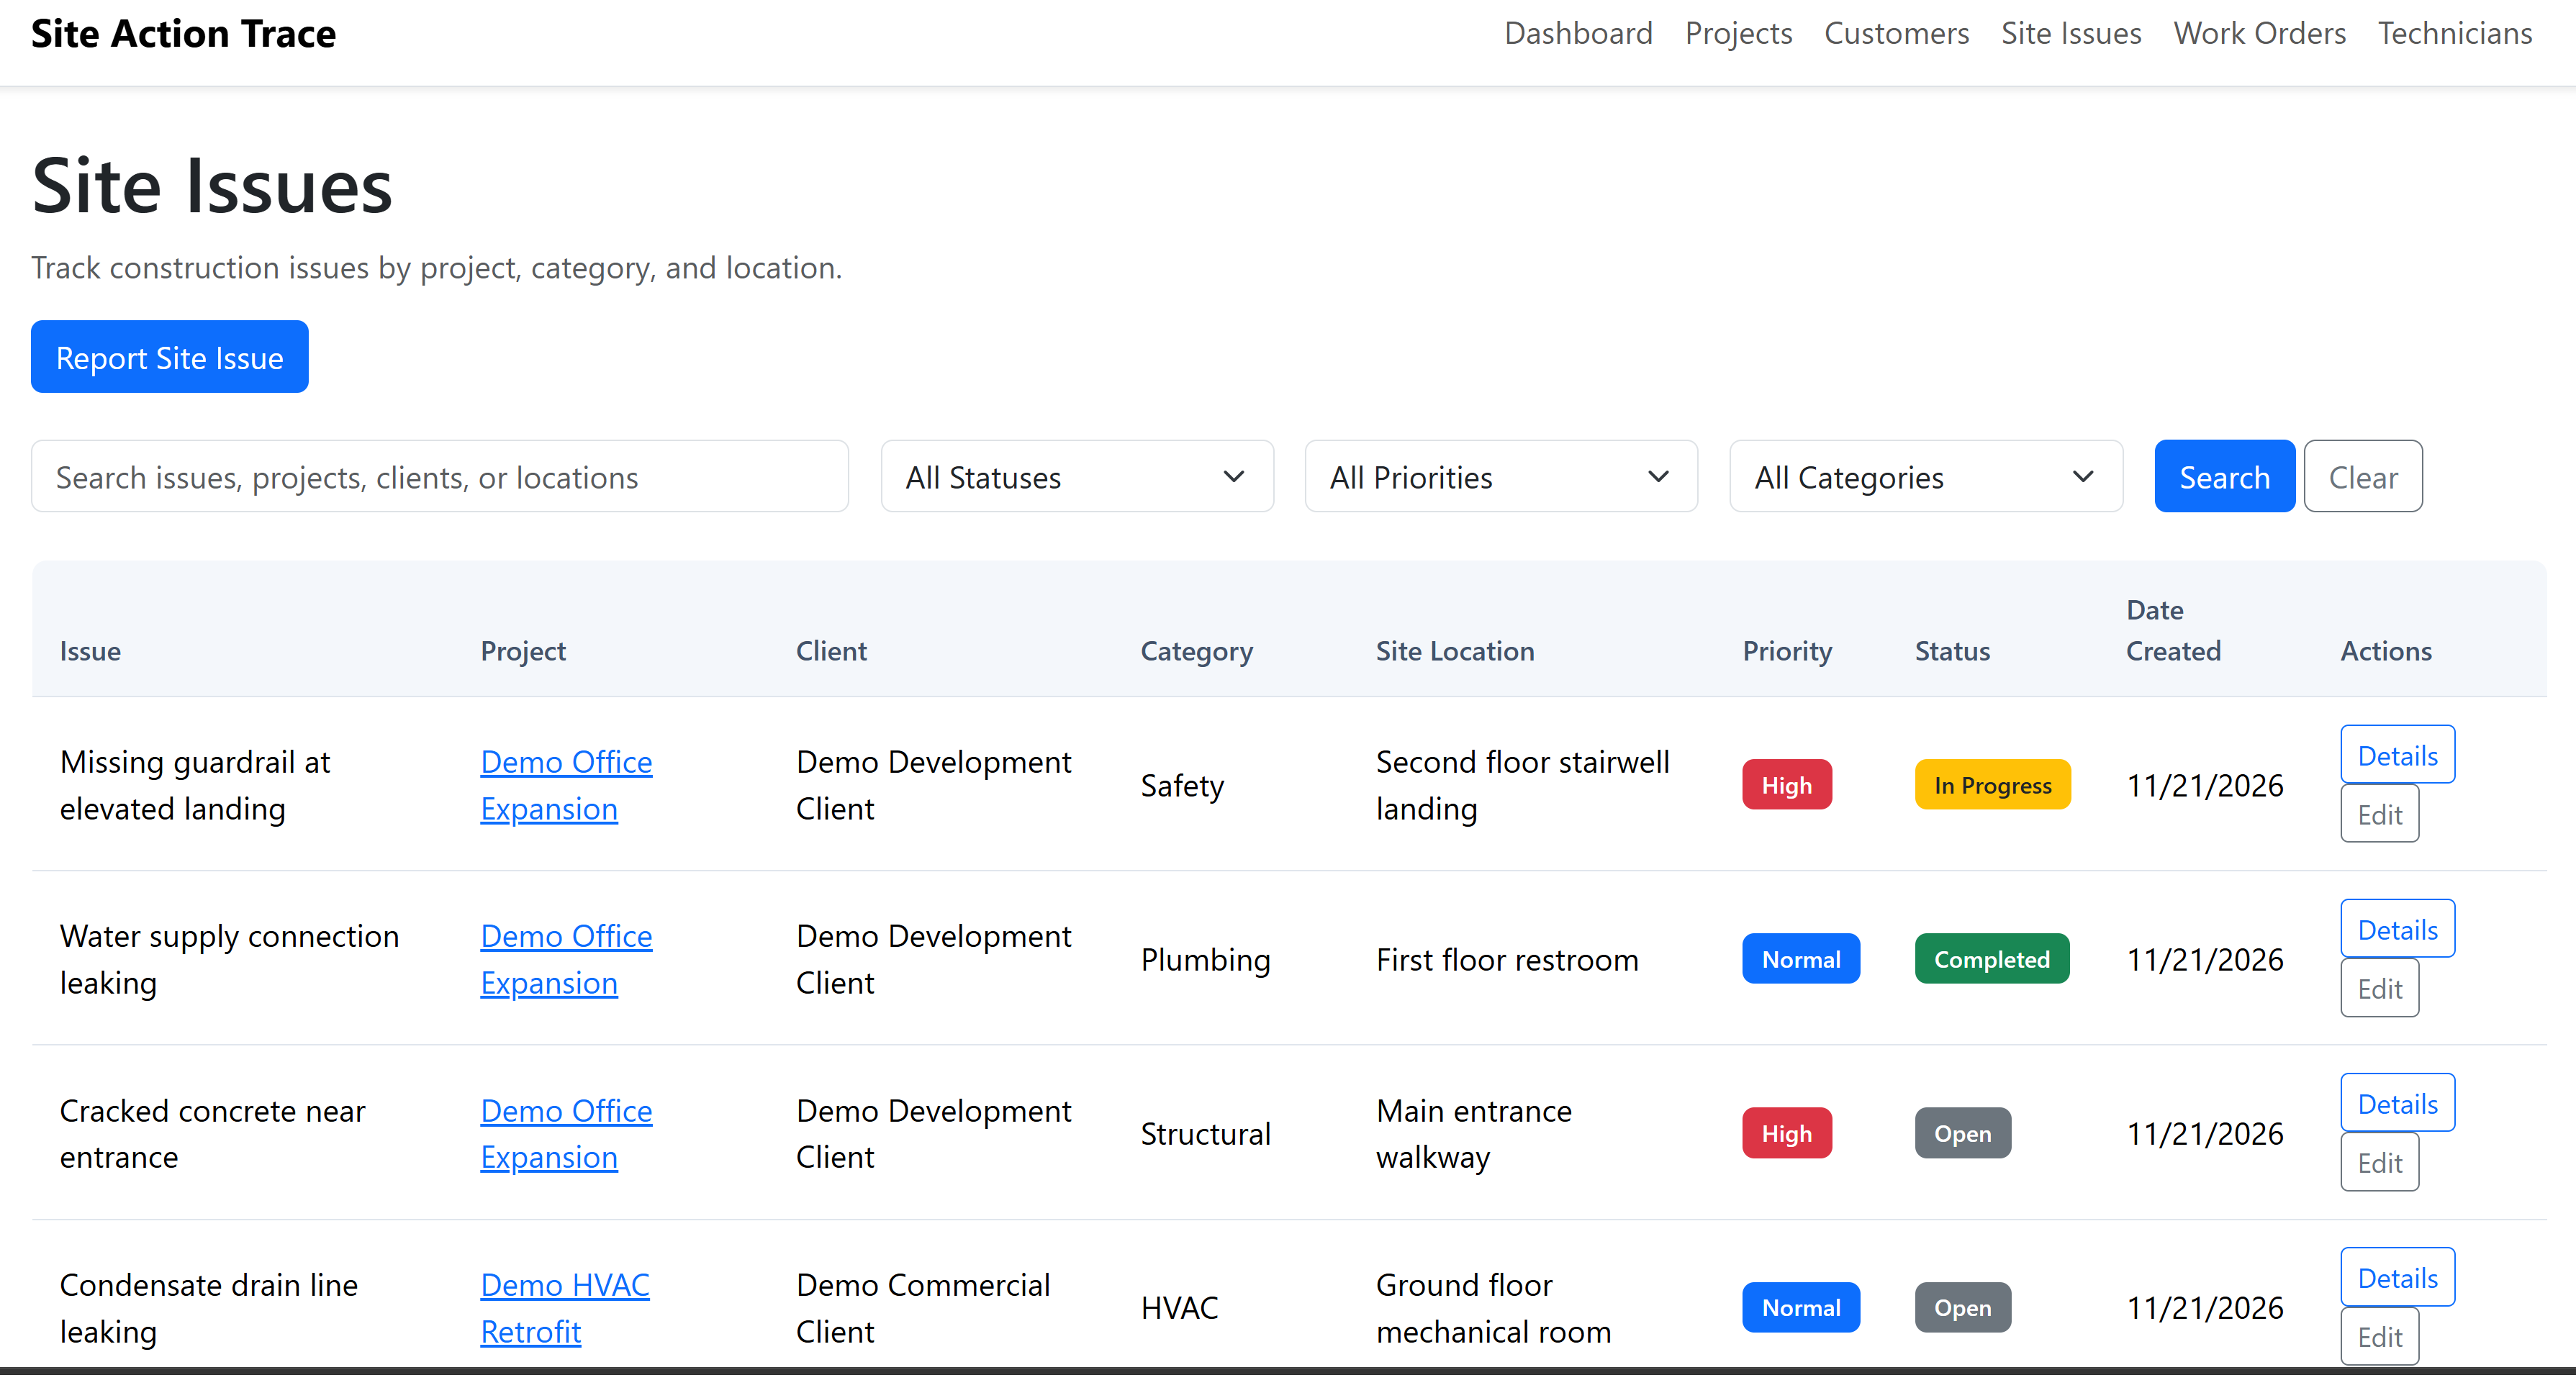 Site Action Trace
Dashboard Projects Customers Site Issues Work Orders Technicians
Site Issues
Track construction issues by project, category, and location.
Report Site Issue
Search issues, projects, clients, or locations All Statuses All Priorities All Categories Search Clear
Issue Project Client Category Site Location Priority Status Date Created Actions
Missing guardrail at
elevated landing
Demo Office
Expansion
Demo Development
Client
Safety
Second floor stairwell
landing
High
In Progress
11/21/2026
Details
Edit
Water supply connection
leaking
Demo Office
Expansion
Demo Development
Client
Plumbing
First floor restroom
Normal
Completed
11/21/2026
Details
Edit
Cracked concrete near
entrance
Demo Office
Expansion
Demo Development
Client
Structural
Main entrance
walkway
High
Open
11/21/2026
Details
Edit
Condensate drain line
leaking
Demo HVAC
Retrofit
Demo Commercial
Client
HVAC
Ground floor
mechanical room
Normal
Open
11/21/2026
Details
Edit